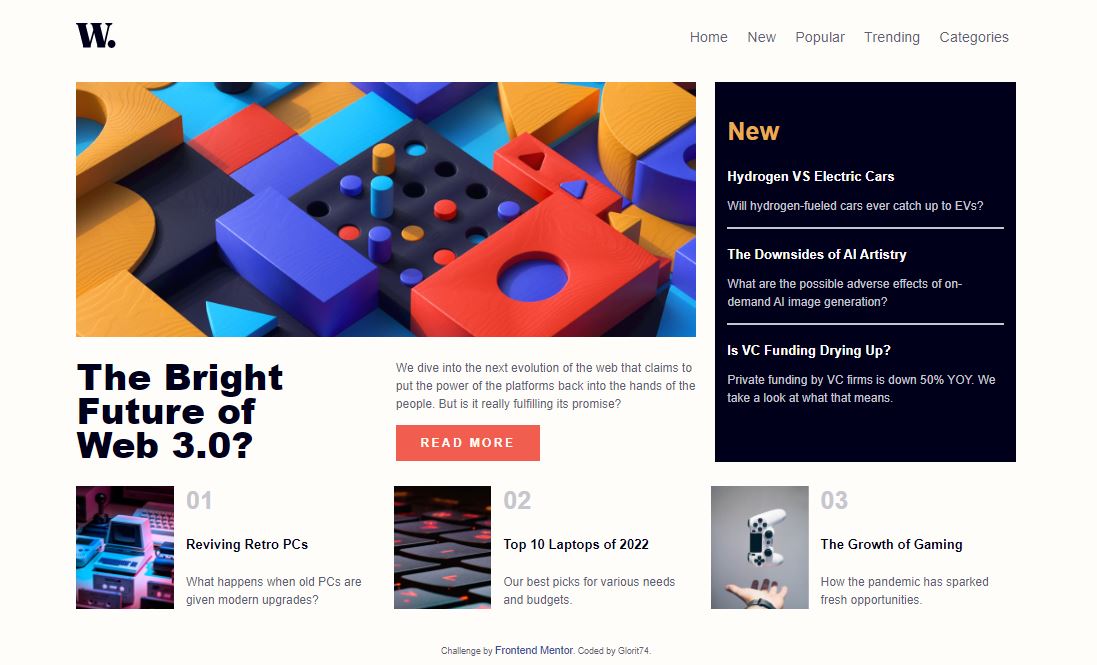 W.
Home New Popular Trending Categories
New
Hydrogen VS Electric Cars
Will hydrogen-fueled cars ever catch up to EVs?
The Downsides of AI Artistry
What are the possible adverse effects of on-
demand AI image generation?
Is VC Funding Drying Up?
Private funding by VC firms is down 50% YOY. We
take a look at what that means.
The Bright
Future of
Web 3.0?
We dive into the next evolution of the web that claims to
put the power of the platforms back into the hands of the
people. But is it really fulfilling its promise?
READ MORE
01
Reviving Retro PCs
What happens when old PCs are
given modern upgrades?
02
Top 10 Laptops of 2022
Our best picks for various needs
and budgets.
03
The Growth of Gaming
How the pandemic has sparked
fresh opportunities.
Challenge by Frontend Mentor. Coded by Glorit74.